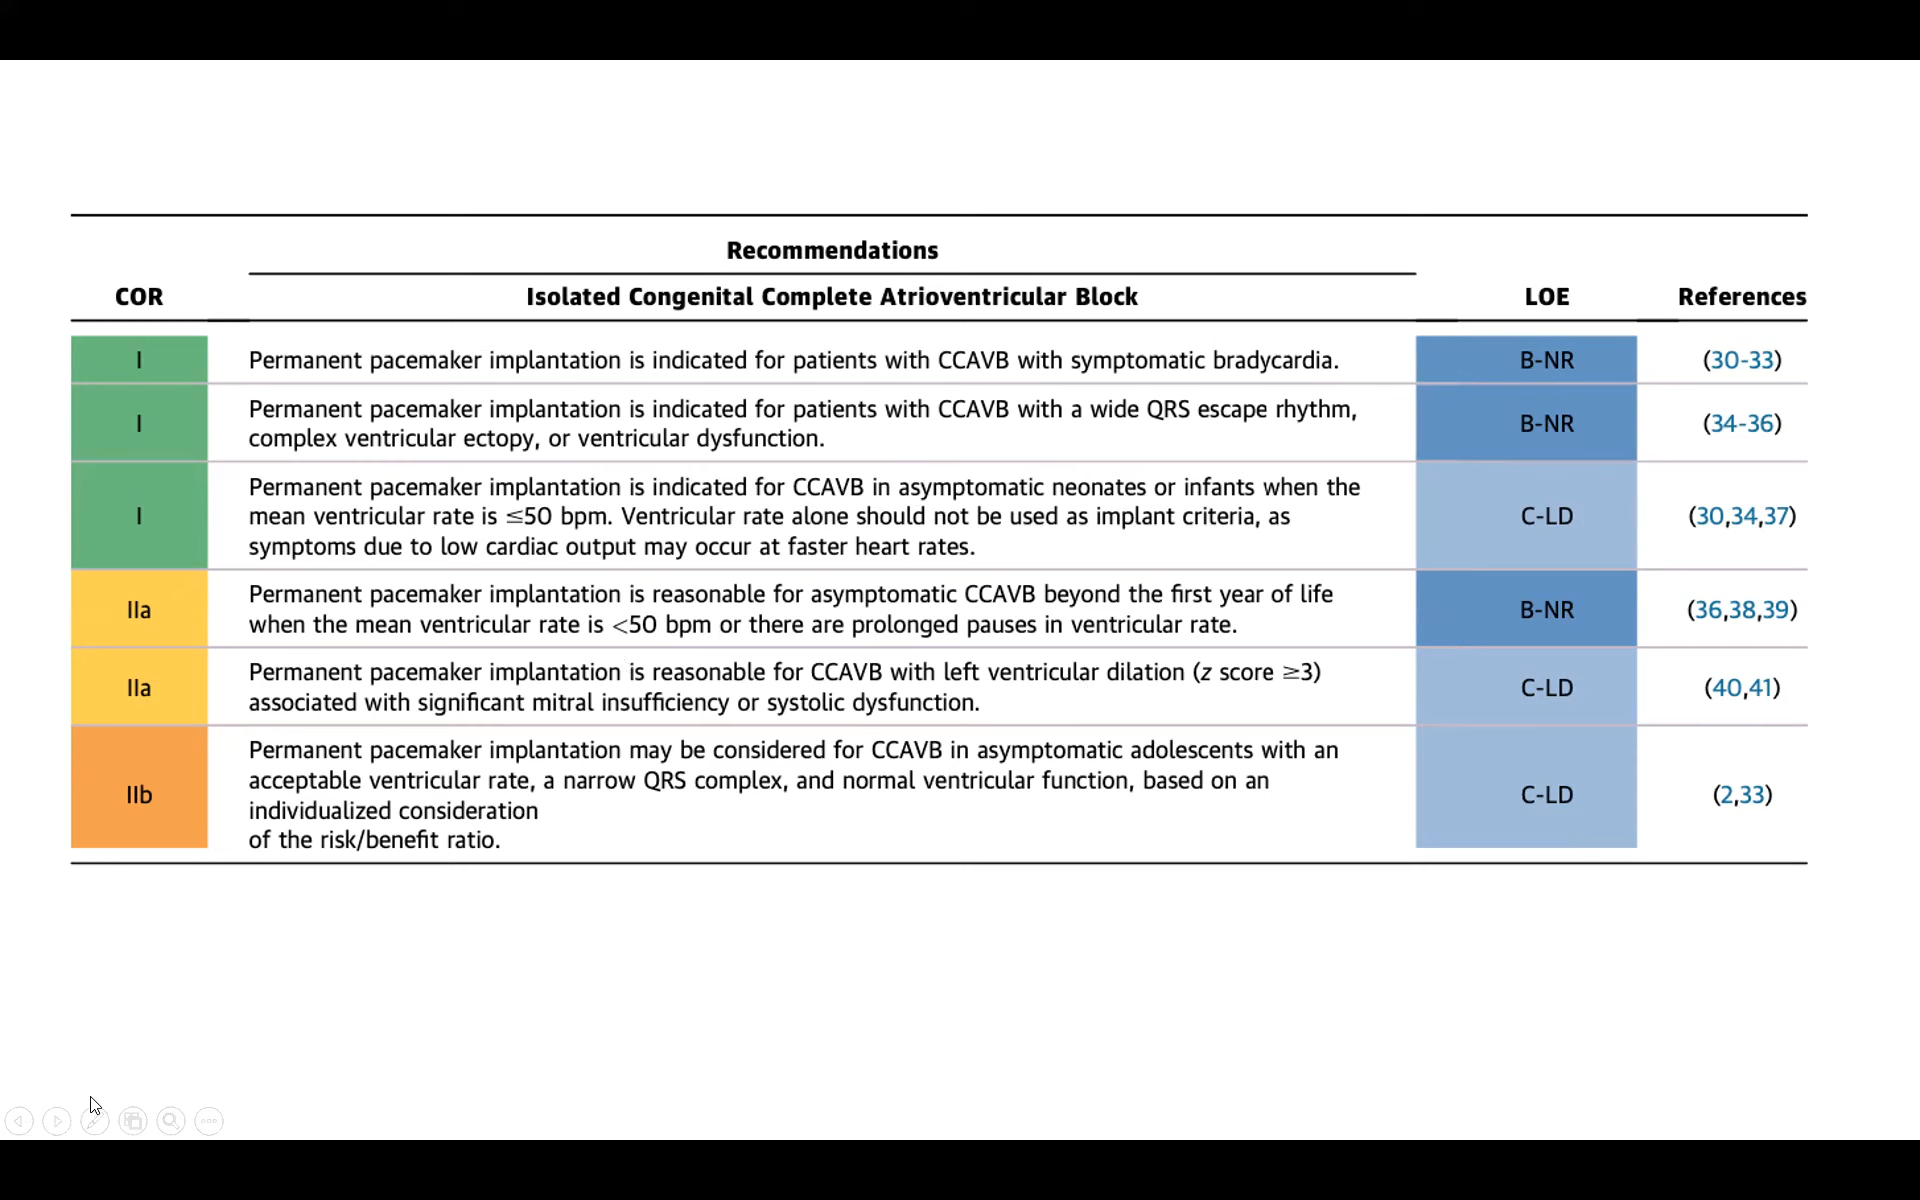 Recommendations
COR Isolated Congenital Complete Atrioventricular Block LOE References
I Permanent pacemaker implantation is indicated for patients with CCAVB with symptomatic bradycardia. B-NR (30-33)
Permanent pacemaker implantation is indicated for patients with CCAVB with a wide QRS escape rhythm,
I B-NR (34-36)
complex ventricular ectopy, or ventricular dysfunction.
Permanent pacemaker implantation is indicated for CCAVB in asymptomatic neonates or infants when the
I mean ventricular rate is ≤50 bpm. Ventricular rate alone should not be used as implant criteria, as C-LD (30,34,37)
symptoms due to low cardiac output may occur at faster heart rates.
Permanent pacemaker implantation is reasonable for asymptomatic CCAVB beyond the first year of life
IIa B-NR (36,38,39)
when the mean ventricular rate is <50 bpm or there are prolonged pauses in ventricular rate.
Permanent pacemaker implantation is reasonable for CCAVB with left ventricular dilation (z score ≥3)
IIa C-LD (40,41)
associated with significant mitral insufficiency or systolic dysfunction.
Permanent pacemaker implantation may be considered for CCAVB in asymptomatic adolescents with an
acceptable ventricular rate, a narrow QRS complex, and normal ventricular function, based on an
IIb C-LD (2,33)
individualized consideration
of the risk/benefit ratio.